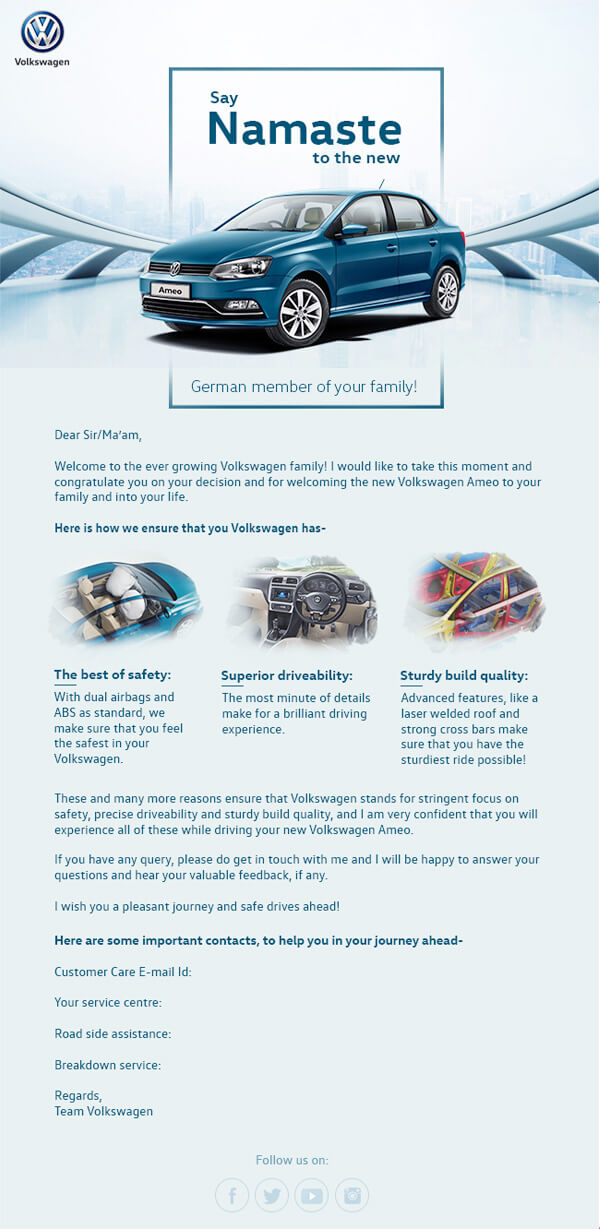 Volkswagen
Say
Namaste
to the new
Ameo
German member of your family!
Dear Sir/Ma'am,
Welcome to the ever growing Volkswagen family! I would like to take this moment and
congratulate you on your decision and for welcoming the new Volkswagen Ameo to your
family and into your life.
Here is how we ensure that you Volkswagen has-
The best of safety:
With dual airbags and
ABS as standard, we
make sure that you feel
the safest in your
Volkswagen.
Superior driveability:
The most minute of details
make for a brilliant driving
experience.
Sturdy build quality:
Advanced features, like a
laser welded roof and
strong cross bars make
sure that you have the
sturdiest ride possible!
These and many more reasons ensure that Volkswagen stands for stringent focus on
safety, precise driveability and sturdy build quality, and I am very confident that you will
experience all of these while driving your new Volkswagen Ameo.
If you have any query, please do get in touch with me and I will be happy to answer your
questions and hear your valuable feedback, if any.
I wish you a pleasant journey and safe drives ahead!
Here are some important contacts, to help you in your journey ahead-
Customer Care E-mail Id:
Your service centre:
Road side assistance:
Breakdown service:
Regards,
Team Volkswagen
Follow us on: